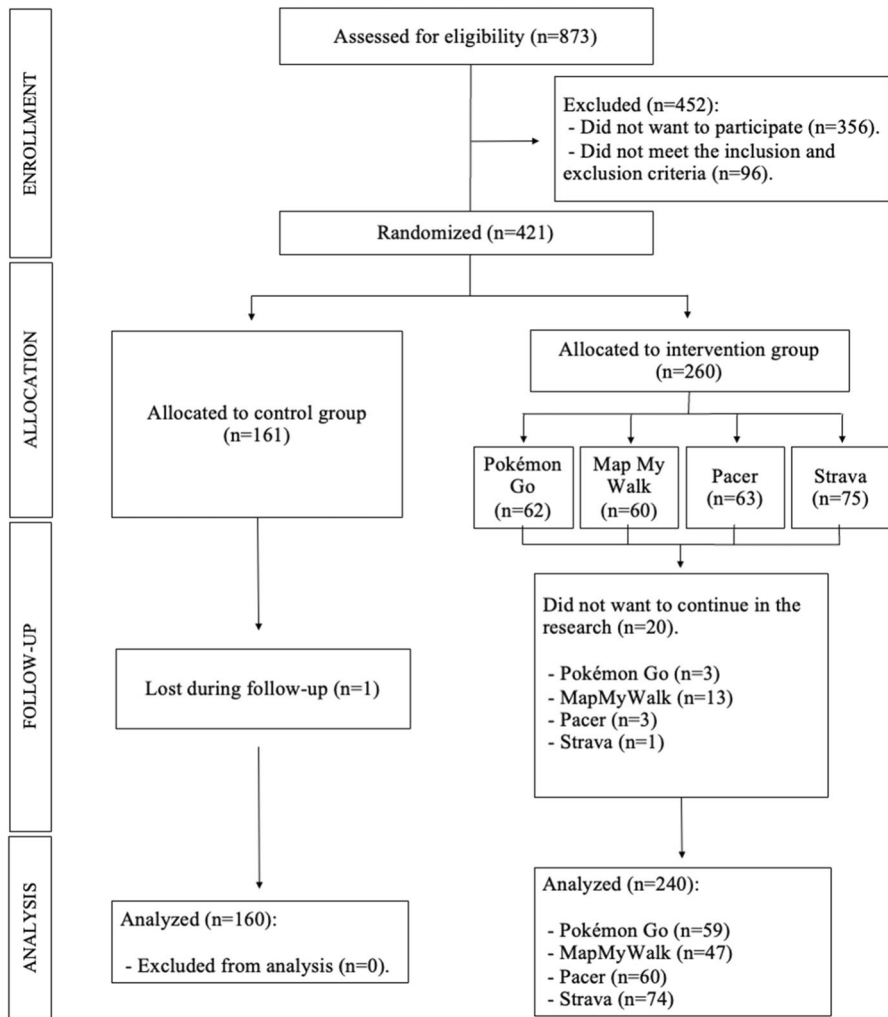 ENROLLMENT
Assessed for eligibility (n=873)
Excluded (n=452):
- Did not want to participate (n=356).
- Did not meet the inclusion and
exclusion criteria (n=96).
Randomized (n=421)
ALLOCATION
Allocated to control group
(n=161)
Allocated to intervention group
(n=260)
Pokémon
Go
(n=62)
Map My
Walk
(n=60)
Pacer
(n=63)
Strava
(n=75)
FOLLOW-UP
Lost during follow-up (n=1)
Did not want to continue in the
research (n=20).
- Pokémon Go (n=3)
- MapMyWalk (n=13)
- Pacer (n=3)
- Strava (n=1)
ANALYSIS
Analyzed (n=160):
- Excluded from analysis (n=0).
Analyzed (n=240):
- Pokémon Go (n=59)
- MapMyWalk (n=47)
- Pacer (n=60)
- Strava (n=74)